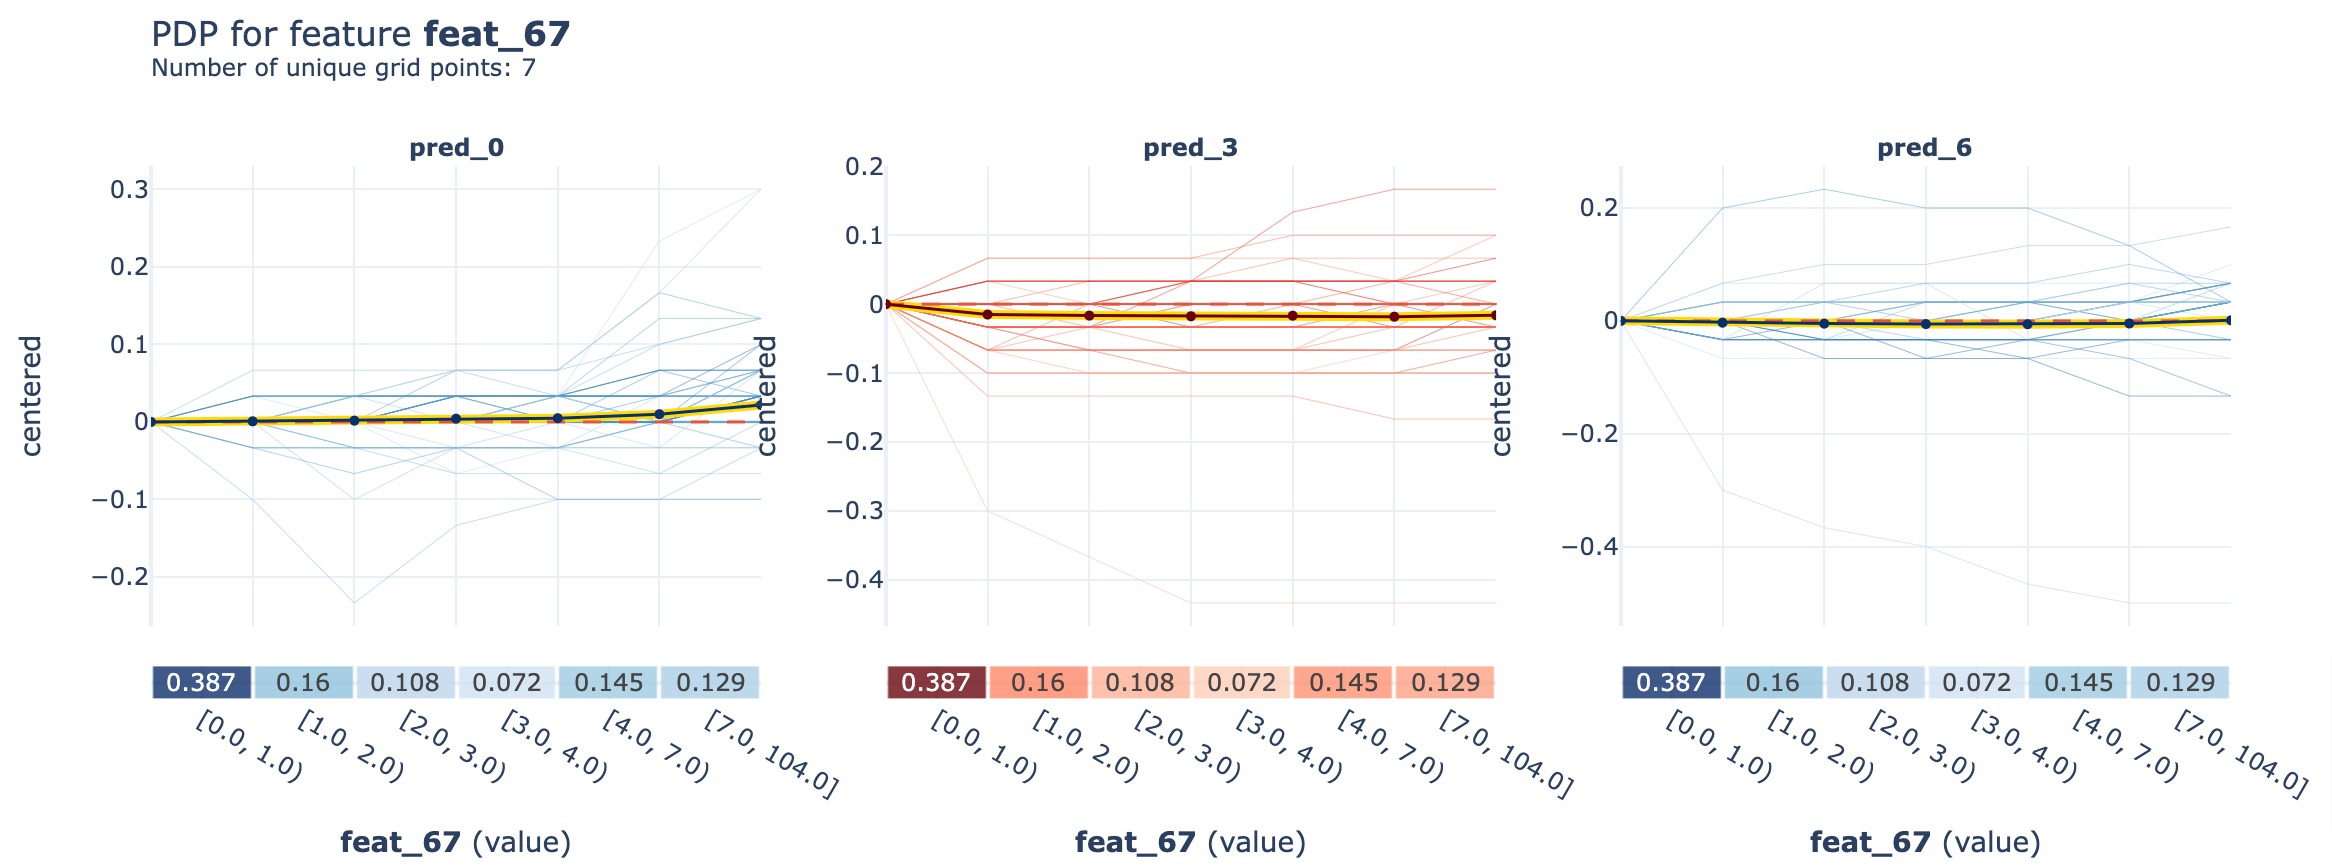 PDP for feature feat_67
Number of unique grid points: 7
pred_0
0.3
0.2
0.1
0
−0.1
−0.2
centered
0.387 0.16 0.108 0.072 0.145 0.129
[0.0, 1.0)
[1.0, 2.0)
[2.0, 3.0)
[3.0, 4.0)
[4.0, 7.0)
[7.0, 104.0]
feat_67 (value)
pred_3
0.2
0.1
0
−0.1
−0.2
−0.3
−0.4
centered
0.387 0.16 0.108 0.072 0.145 0.129
[0.0, 1.0)
[1.0, 2.0)
[2.0, 3.0)
[3.0, 4.0)
[4.0, 7.0)
[7.0, 104.0]
feat_67 (value)
pred_6
0.2
0
−0.2
−0.4
centered
0.387 0.16 0.108 0.072 0.145 0.129
[0.0, 1.0)
[1.0, 2.0)
[2.0, 3.0)
[3.0, 4.0)
[4.0, 7.0)
[7.0, 104.0]
feat_67 (value)